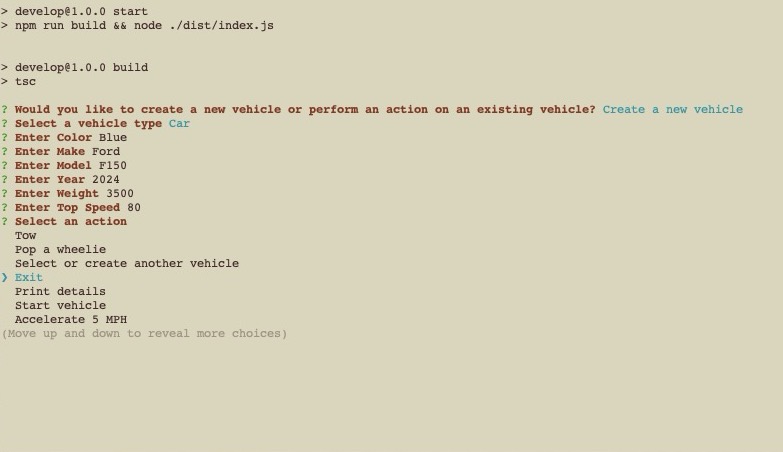 > develop@1.0.0 start
> npm run build && node ./dist/index.js
> develop@1.0.0 build
> tsc
? Would you like to create a new vehicle or perform an action on an existing vehicle? Create a new vehicle
? Select a vehicle type Car
? Enter Color Blue
? Enter Make Ford
? Enter Model F150
? Enter Year 2024
? Enter Weight 3500
? Enter Top Speed 80
? Select an action
Tow
Pop a wheelie
Select or create another vehicle
❯ Exit
Print details
Start vehicle
Accelerate 5 MPH
(Move up and down to reveal more choices)